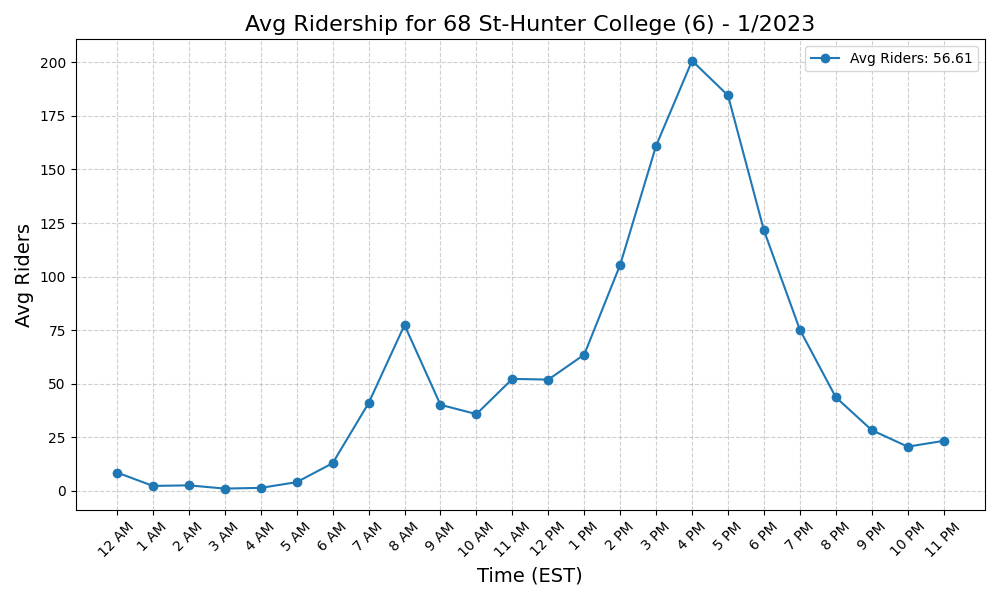 Avg Ridership for 68 St-Hunter College (6) - 1/2023
Avg Riders: 56.61
Avg Riders
200
175
150
125
100
75
50
25
0
12 AM
1 AM
2 AM
3 AM
4 AM
5 AM
6 AM
7 AM
8 AM
9 AM
10 AM
11 AM
12 PM
1 PM
2 PM
3 PM
4 PM
5 PM
6 PM
7 PM
8 PM
9 PM
10 PM
11 PM
Time (EST)